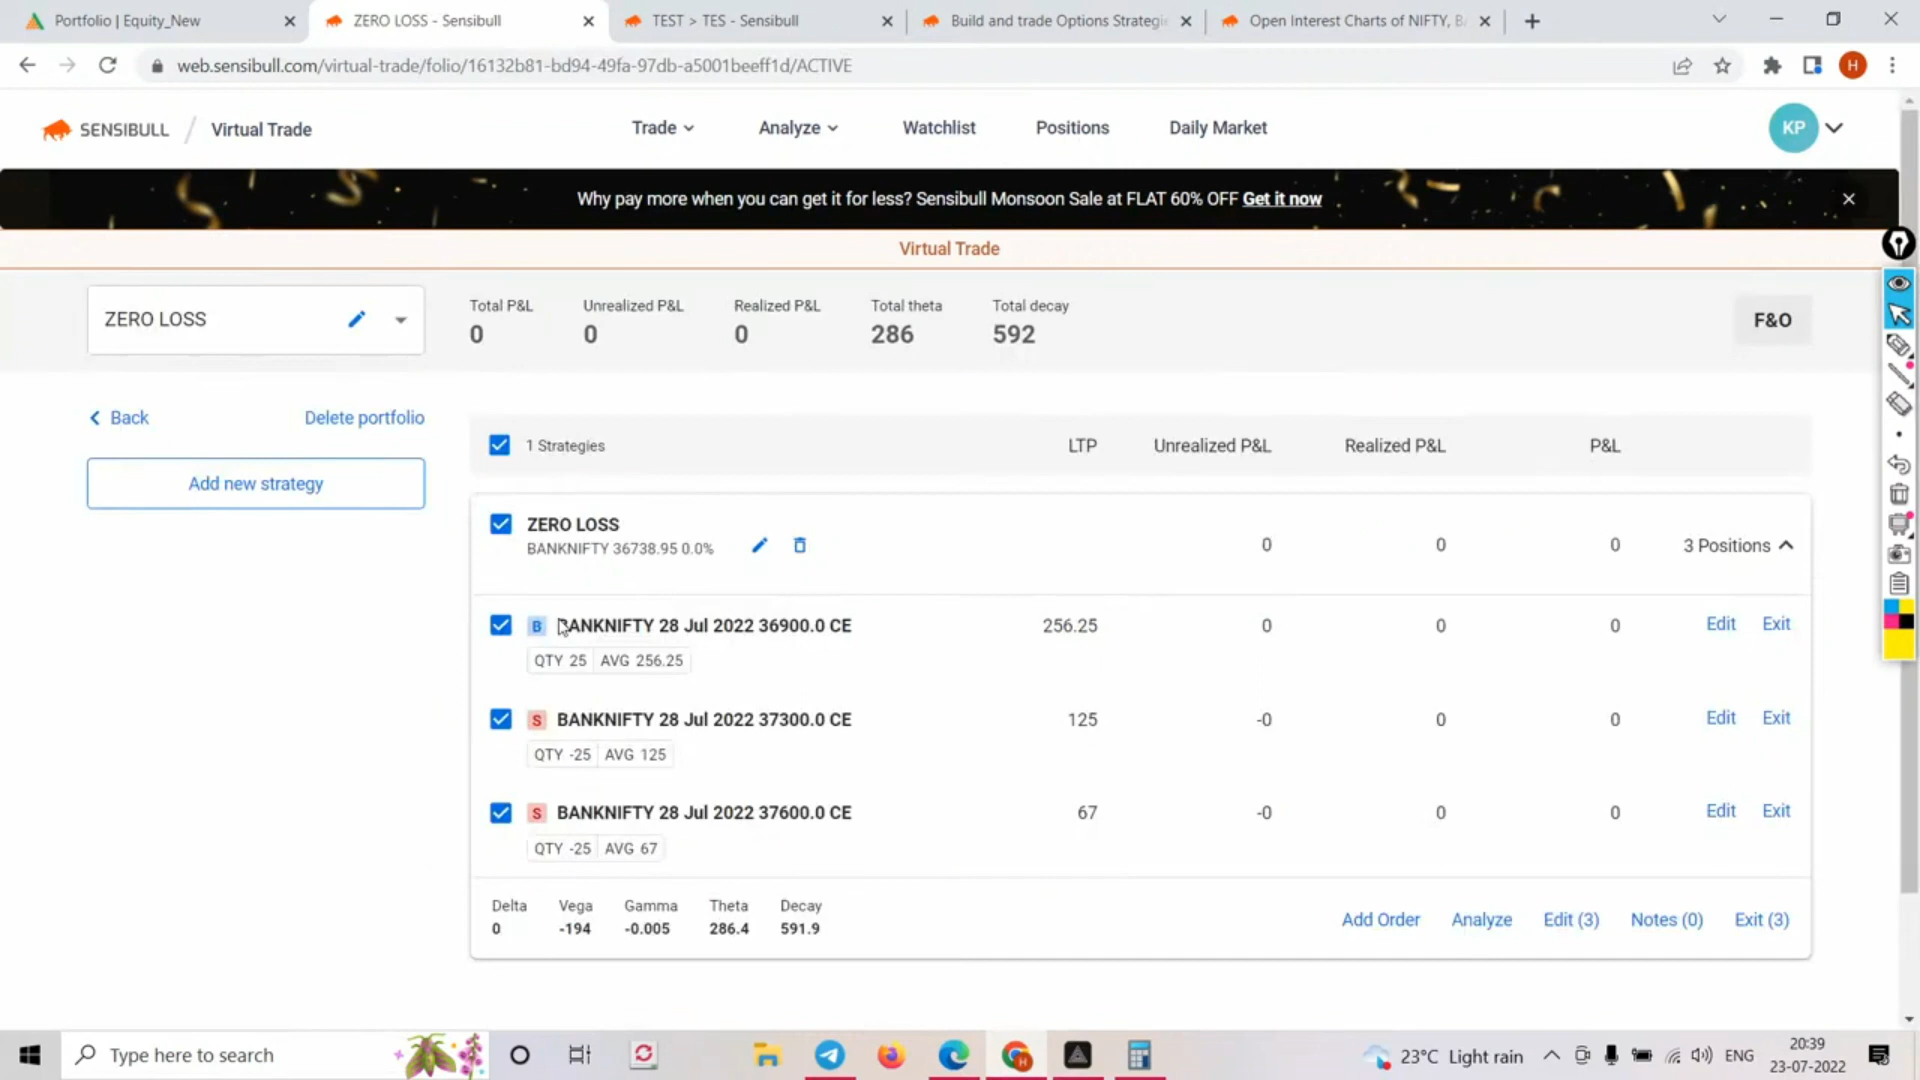 Portfolio | Equity_New
ZERO LOSS - Sensibull
TEST > TES - Sensibull
Build and trade Options Strategi
Open Interest Charts of NIFTY, B
web.sensibull.com/virtual-trade/folio/16132b81-bd94-49fa-97db-a5001beeff1d/ACTIVE
H
SENSIBULL / Virtual Trade
Trade
Analyze
Watchlist
Positions
Daily Market
KP
Why pay more when you can get it for less? Sensibull Monsoon Sale at FLAT 60% OFF Get it now
Virtual Trade
ZERO LOSS
Total P&L Unrealized P&L Realized P&L Total theta Total decay
0 0 0 286 592
F&O
Back Delete portfolio
Add new strategy
1 Strategies LTP Unrealized P&L Realized P&L P&L
ZERO LOSS
BANKNIFTY 36738.95 0.0% 0 0 0 3 Positions
B BANKNIFTY 28 Jul 2022 36900.0 CE 256.25 0 0 0 Edit Exit
QTY 25 AVG 256.25
S BANKNIFTY 28 Jul 2022 37300.0 CE 125 -0 0 0 Edit Exit
QTY -25 AVG 125
S BANKNIFTY 28 Jul 2022 37600.0 CE 67 -0 0 0 Edit Exit
QTY -25 AVG 67
Delta Vega Gamma Theta Decay
0 -194 -0.005 286.4 591.9
Add Order Analyze Edit (3) Notes (0) Exit (3)
Type here to search
23°C Light rain
ENG
20:39
23-07-2022